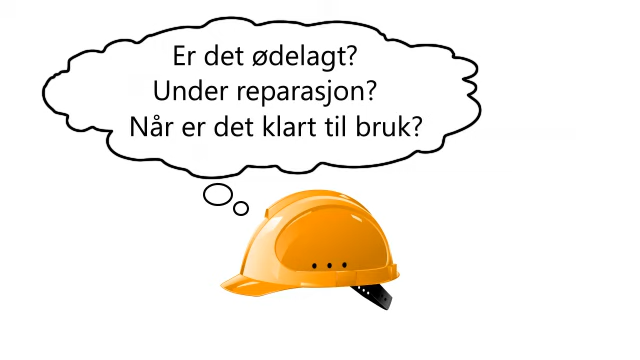 Er det ødelagt?
Under reparasjon?
Når er det klart til bruk?